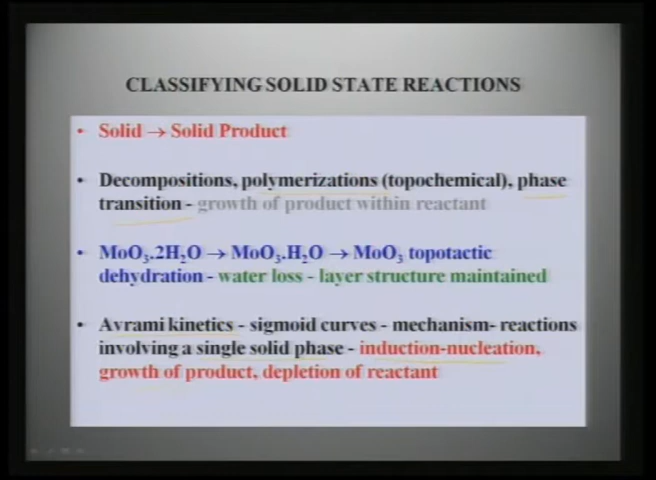 CLASSIFYING SOLID STATE REACTIONS
• Solid → Solid Product
• Decompositions, polymerizations (topochemical), phase
transition - growth of product within reactant
• MoO₃.2H₂O → MoO₃.H₂O → MoO₃ topotactic
dehydration - water loss - layer structure maintained
• Avrami kinetics - sigmoid curves - mechanism- reactions
involving a single solid phase - induction-nucleation,
growth of product, depletion of reactant